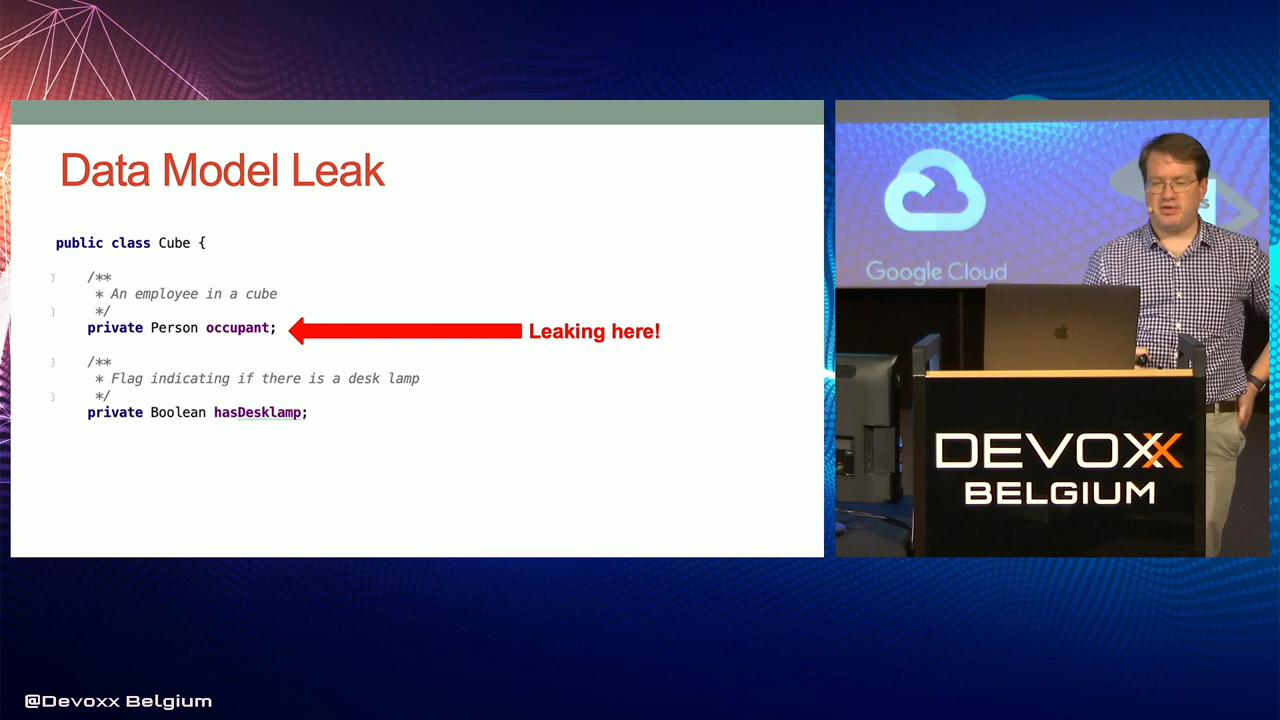 Data Model Leak
public class Cube {
/**
* An employee in a cube
*/
private Person occupant;
Leaking here!
/**
* Flag indicating if there is a desk lamp
*/
private Boolean hasDesklamp;
Google Cloud
DEVOXX
BELGIUM
@Devoxx Belgium